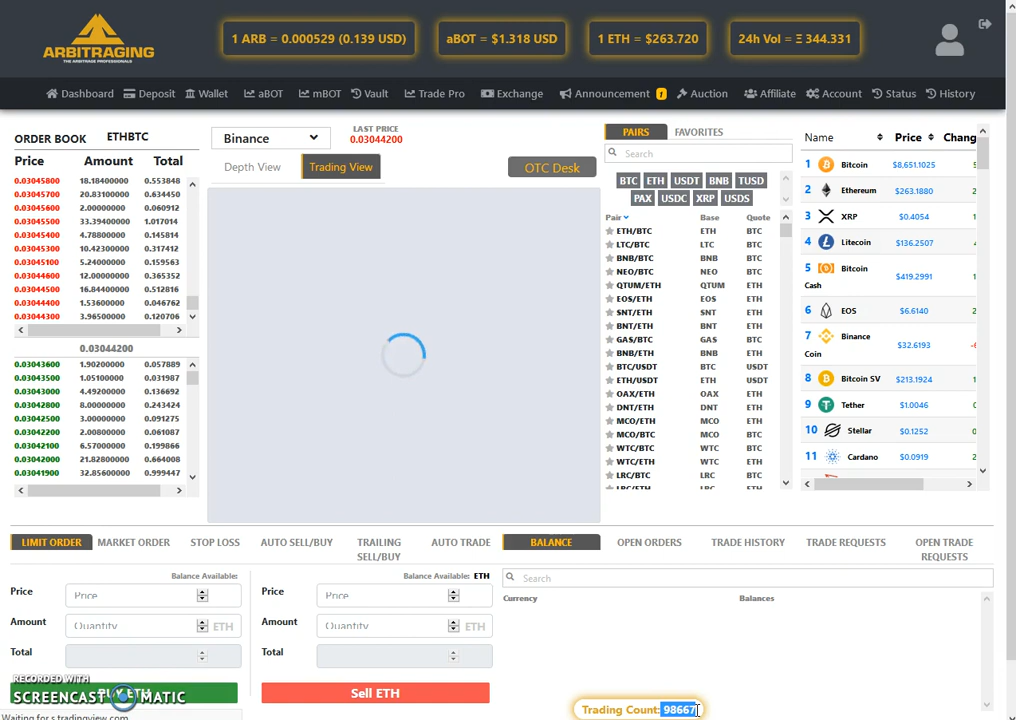 ARBITRAGING
THE ARBITRAGE PROFESSIONALS
1 ARB = 0.000529 (0.139 USD)
aBOT = $1.318 USD
1 ETH = $263.720
24h Vol = Ξ 344.331
Dashboard Deposit Wallet aBOT mBOT Vault Trade Pro Exchange Announcement 1 Auction Affiliate Account Status History
ORDER BOOK ETHBTC
Price Amount Total
0.03045800 18.18400000 0.553848
0.03045700 20.83100000 0.634450
0.03045600 2.00000000 0.060912
0.03045500 33.39400000 1.017014
0.03045400 4.78800000 0.145814
0.03045300 10.42300000 0.317412
0.03045100 5.24000000 0.159563
0.03044600 12.00000000 0.365352
0.03044500 16.84400000 0.512816
0.03044400 1.53600000 0.046762
0.03044300 3.96500000 0.120706
0.03044200
0.03043600 1.90200000 0.057889
0.03043500 1.05100000 0.031987
0.03043000 4.49200000 0.136692
0.03042800 8.00000000 0.243424
0.03042500 3.00000000 0.091275
0.03042200 2.00800000 0.061087
0.03042100 6.57000000 0.199866
0.03042000 21.82800000 0.664008
0.03041900 32.85600000 0.999447
Binance
LAST PRICE
0.03044200
Depth View Trading View OTC Desk
PAIRS FAVORITES
Search
BTC ETH USDT BNB TUSD
PAX USDC XRP USDS
Pair Base Quote
ETH/BTC ETH BTC
LTC/BTC LTC BTC
BNB/BTC BNB BTC
NEO/BTC NEO BTC
QTUM/ETH QTUM ETH
EOS/ETH EOS ETH
SNT/ETH SNT ETH
BNT/ETH BNT ETH
GAS/BTC GAS BTC
BNB/ETH BNB ETH
BTC/USDT BTC USDT
ETH/USDT ETH USDT
OAX/ETH OAX ETH
DNT/ETH DNT ETH
MCO/ETH MCO ETH
MCO/BTC MCO BTC
WTC/BTC WTC BTC
WTC/ETH WTC ETH
LRC/BTC LRC BTC
LRC/ETH LRC ETH
Name Price Chang
1 Bitcoin $8,651.1025
2 Ethereum $263.1880
3 XRP $0.4054
4 Litecoin $136.2507
5 Bitcoin Cash $419.2991
6 EOS $6.6140
7 Binance Coin $32.6193
8 Bitcoin SV $213.1924
9 Tether $1.0046
10 Stellar $0.1252
11 Cardano $0.0919
LIMIT ORDER MARKET ORDER STOP LOSS AUTO SELL/BUY TRAILING SELL/BUY AUTO TRADE
Balance Available:
Price Price
Amount Quantity ETH
Total
BUY ETH
Balance Available: ETH
Price Price
Amount Quantity ETH
Total
Sell ETH
BALANCE OPEN ORDERS TRADE HISTORY TRADE REQUESTS OPEN TRADE REQUESTS
Search
Currency Balances
Trading Count: 98667
RECORDED WITH
SCREENCAST MATIC
Waiting for s.tradingview.com